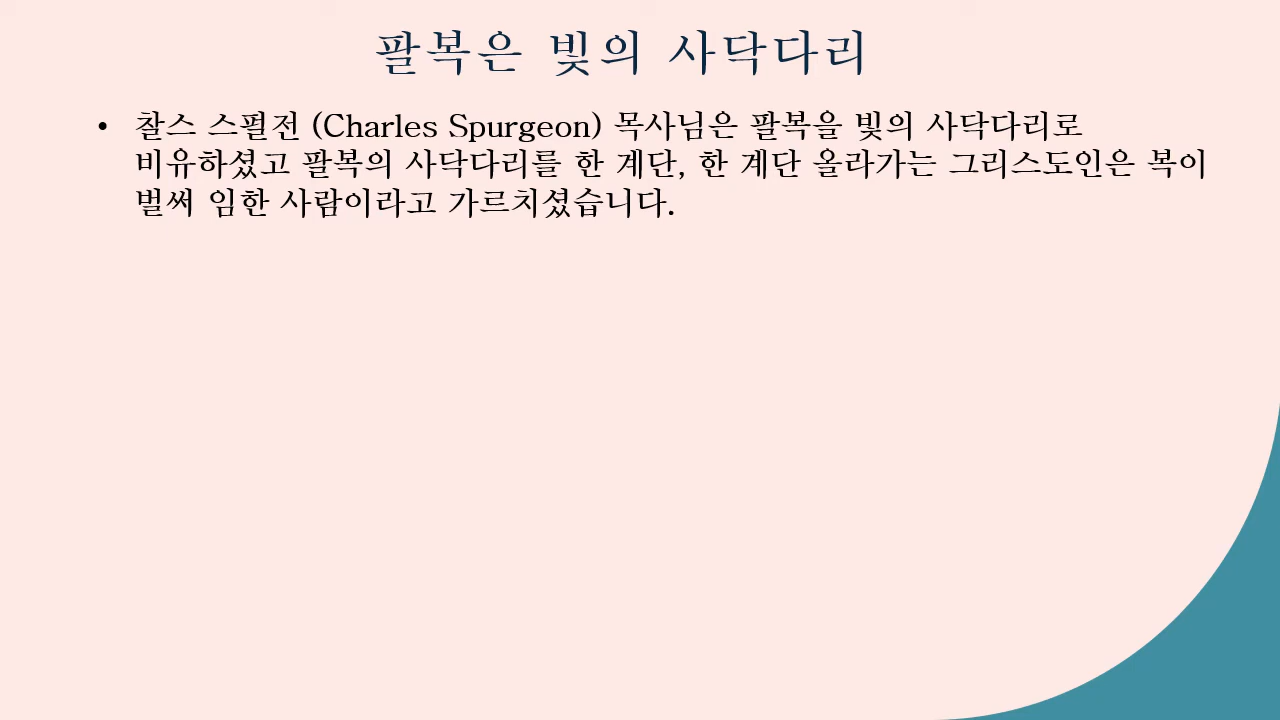 팔복은 빛의 사닥다리
• 찰스 스펄전 (Charles Spurgeon) 목사님은 팔복을 빛의 사닥다리로
비유하셨고 팔복의 사닥다리를 한 계단, 한 계단 올라가는 그리스도인은 복이
벌써 임한 사람이라고 가르치셨습니다.